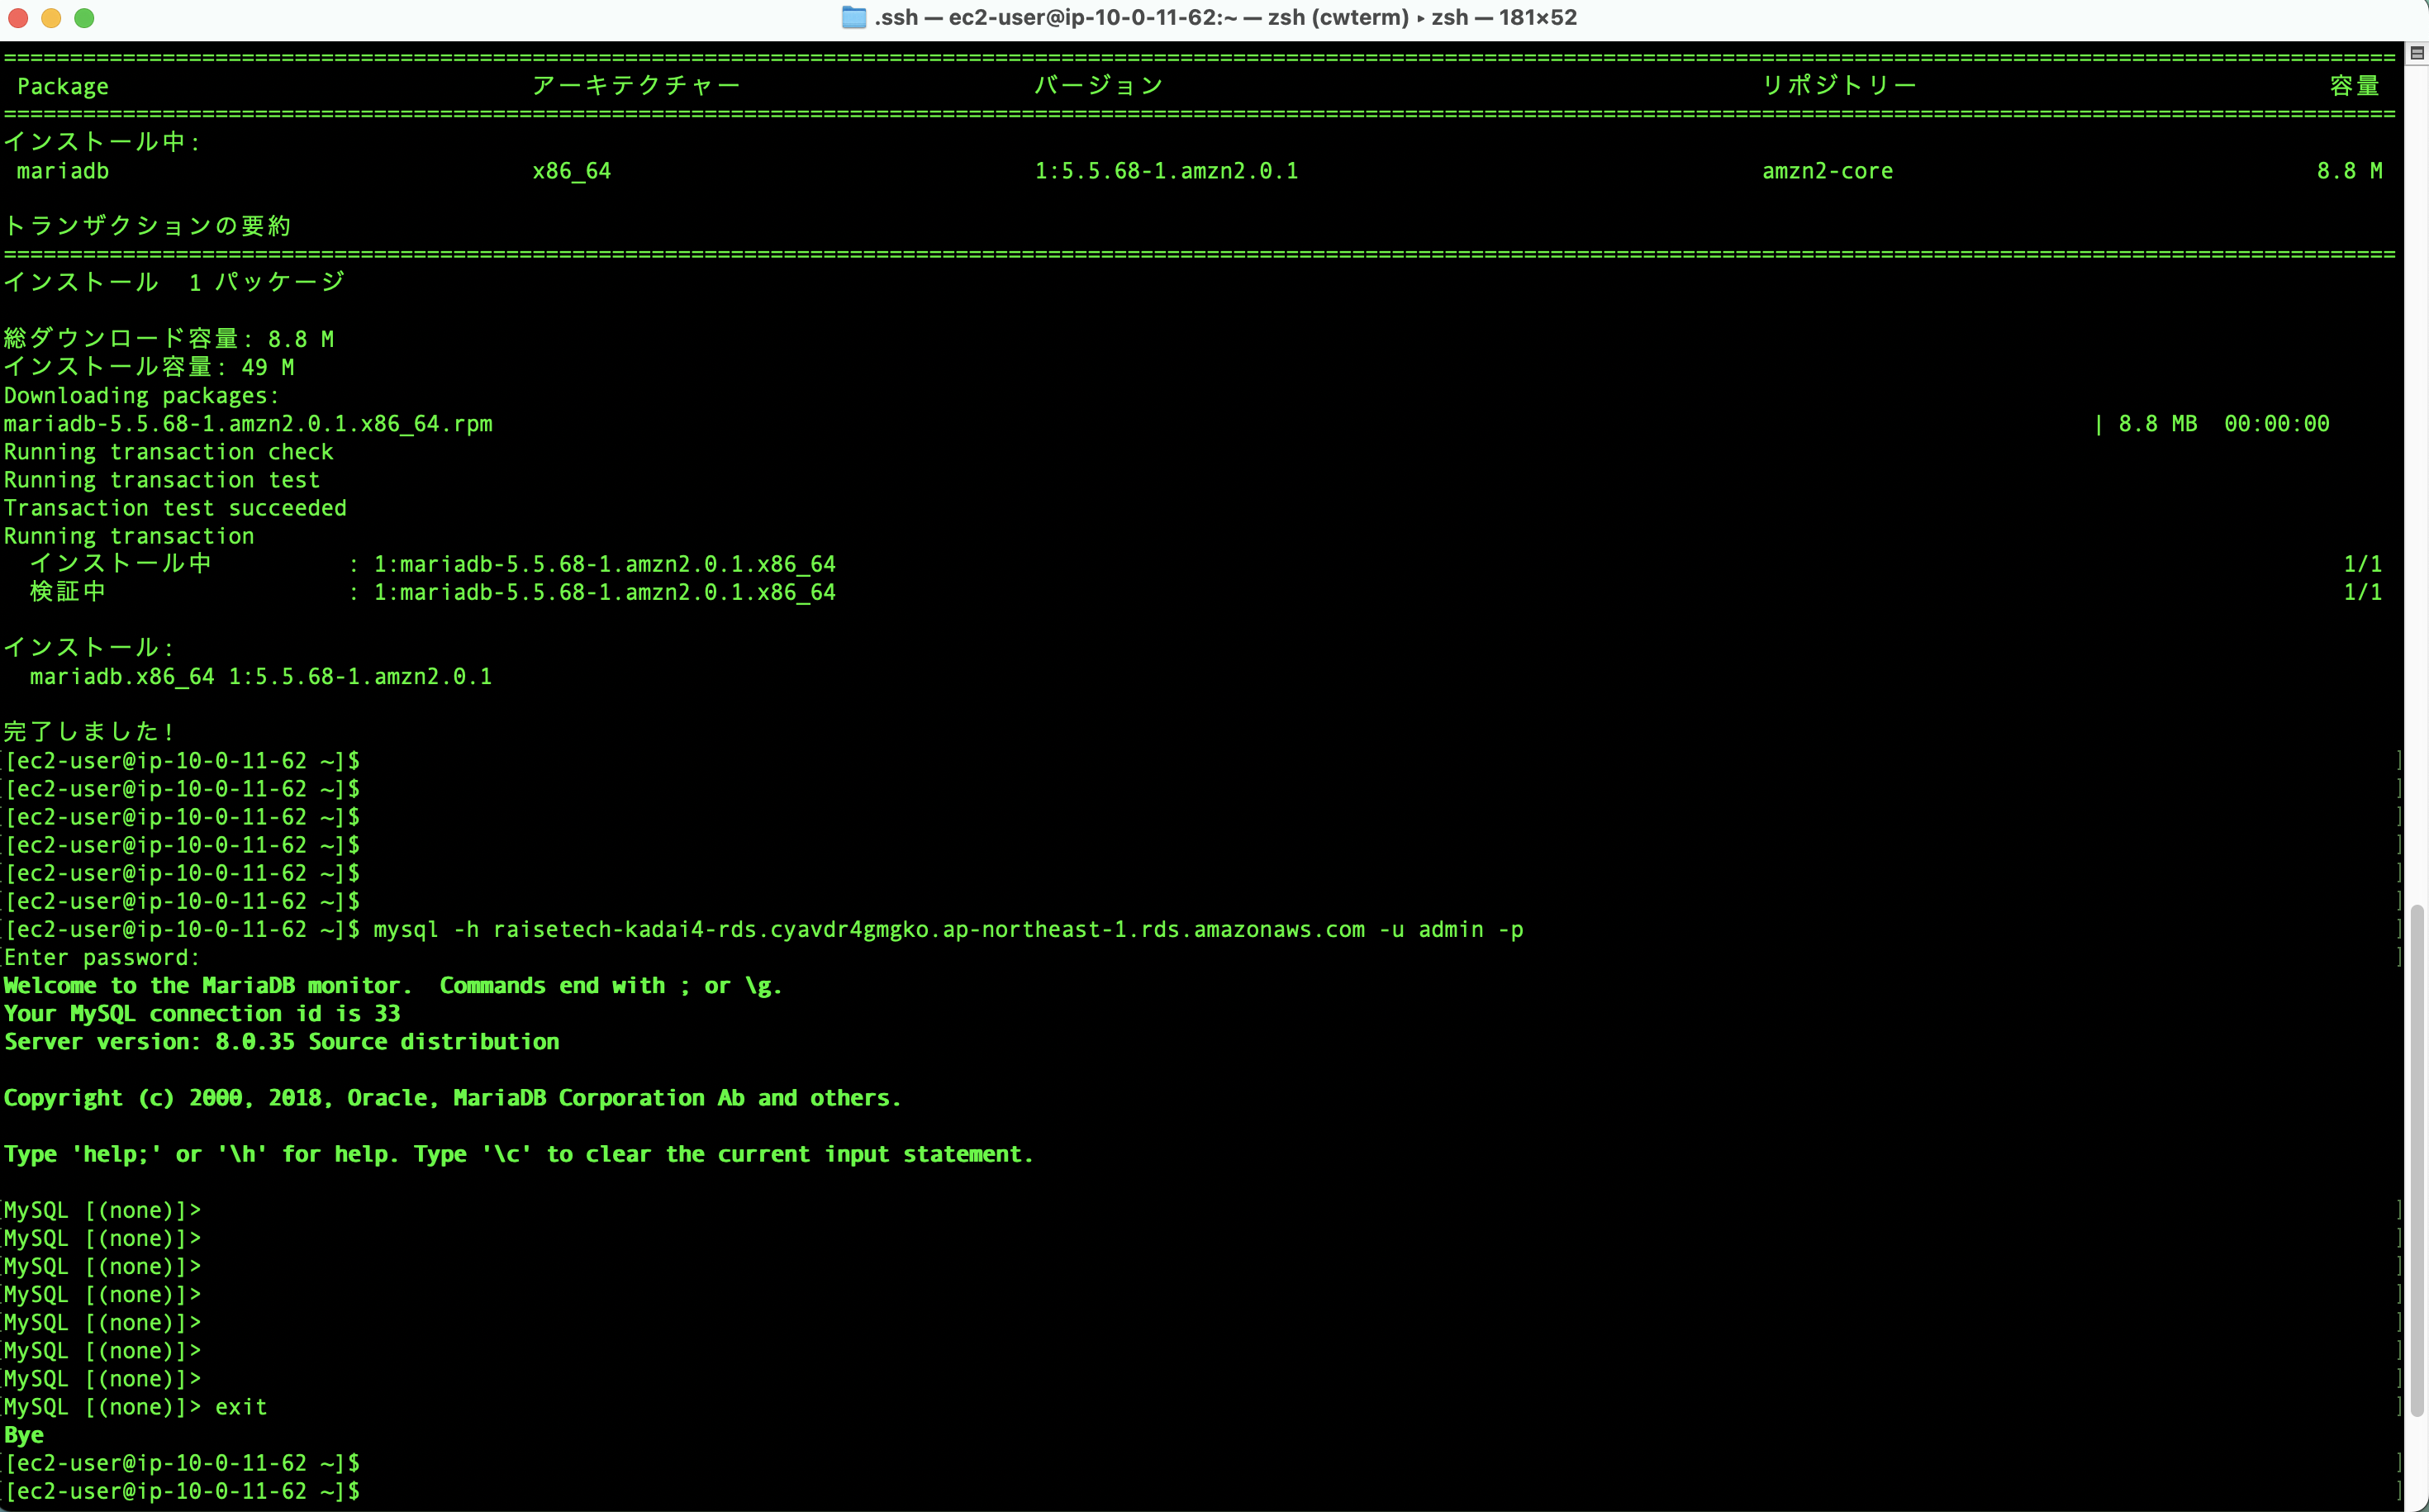 .ssh — ec2-user@ip-10-0-11-62:~ — zsh (cwterm) ▸ zsh — 181×52
=====================================================================================================================================================================================
Package アーキテクチャー バージョン リポジトリー 容量
=====================================================================================================================================================================================
インストール中:
mariadb x86_64 1:5.5.68-1.amzn2.0.1 amzn2-core 8.8 M
トランザクションの要約
=====================================================================================================================================================================================
インストール 1 パッケージ
総ダウンロード容量: 8.8 M
インストール容量: 49 M
Downloading packages:
mariadb-5.5.68-1.amzn2.0.1.x86_64.rpm | 8.8 MB 00:00:00
Running transaction check
Running transaction test
Transaction test succeeded
Running transaction
インストール中 : 1:mariadb-5.5.68-1.amzn2.0.1.x86_64 1/1
検証中 : 1:mariadb-5.5.68-1.amzn2.0.1.x86_64 1/1
インストール:
mariadb.x86_64 1:5.5.68-1.amzn2.0.1
完了しました!
[ec2-user@ip-10-0-11-62 ~]$
[ec2-user@ip-10-0-11-62 ~]$
[ec2-user@ip-10-0-11-62 ~]$
[ec2-user@ip-10-0-11-62 ~]$
[ec2-user@ip-10-0-11-62 ~]$
[ec2-user@ip-10-0-11-62 ~]$
[ec2-user@ip-10-0-11-62 ~]$ mysql -h raisetech-kadai4-rds.cyavdr4gmgko.ap-northeast-1.rds.amazonaws.com -u admin -p
Enter password:
Welcome to the MariaDB monitor.  Commands end with ; or \g.
Your MySQL connection id is 33
Server version: 8.0.35 Source distribution
Copyright (c) 2000, 2018, Oracle, MariaDB Corporation Ab and others.
Type 'help;' or '\h' for help. Type '\c' to clear the current input statement.
MySQL [(none)]>
MySQL [(none)]>
MySQL [(none)]>
MySQL [(none)]>
MySQL [(none)]>
MySQL [(none)]>
MySQL [(none)]>
MySQL [(none)]> exit
Bye
[ec2-user@ip-10-0-11-62 ~]$
[ec2-user@ip-10-0-11-62 ~]$